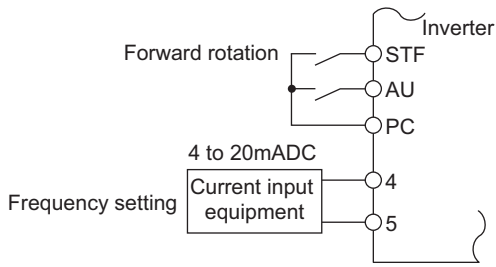 Inverter
Forward rotation
STF
AU
PC
4 to 20mADC
Frequency setting
Current input
equipment
4
5